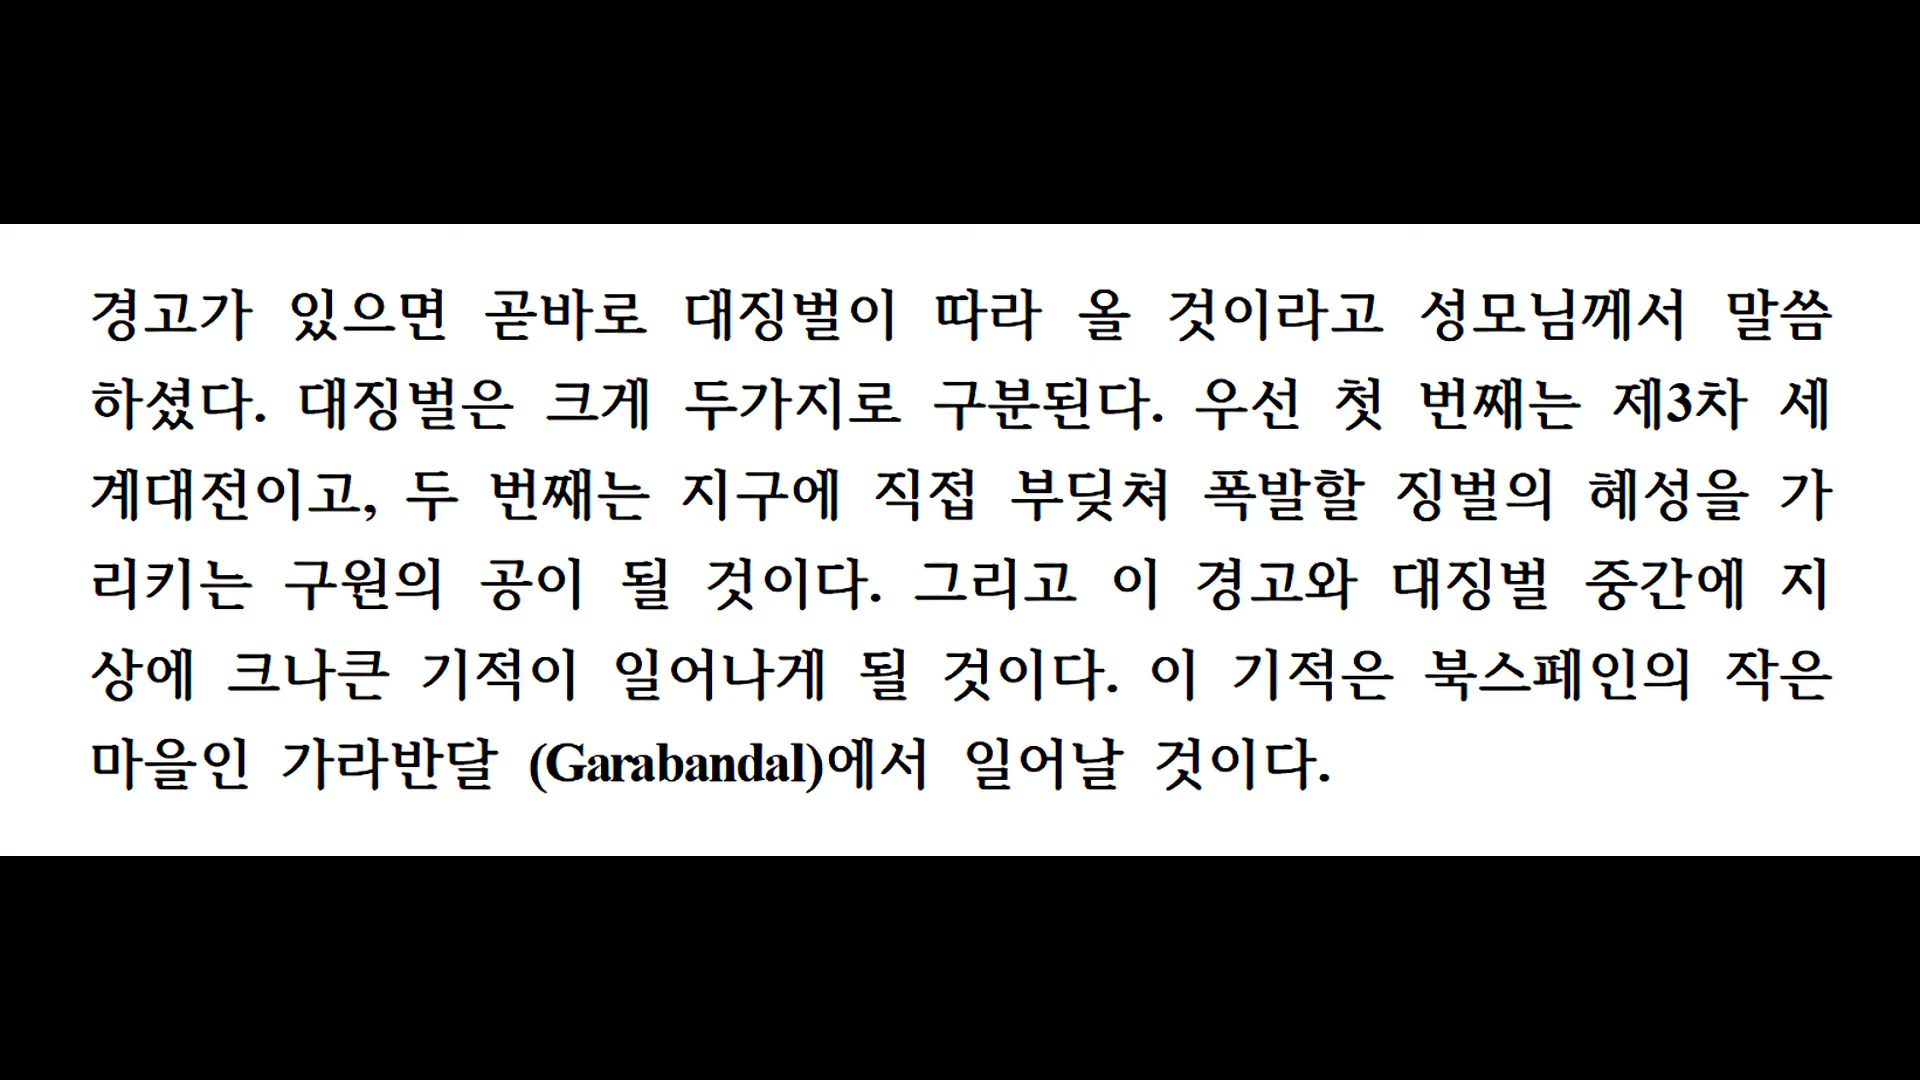 경고가 있으면 곧바로 대징벌이 따라 올 것이라고 성모님께서 말씀
하셨다. 대징벌은 크게 두가지로 구분된다. 우선 첫 번째는 제3차 세
계대전이고, 두 번째는 지구에 직접 부딪쳐 폭발할 징벌의 혜성을 가
리키는 구원의 공이 될 것이다. 그리고 이 경고와 대징벌 중간에 지
상에 크나큰 기적이 일어나게 될 것이다. 이 기적은 북스페인의 작은
마을인 가라반달 (Garabandal)에서 일어날 것이다.